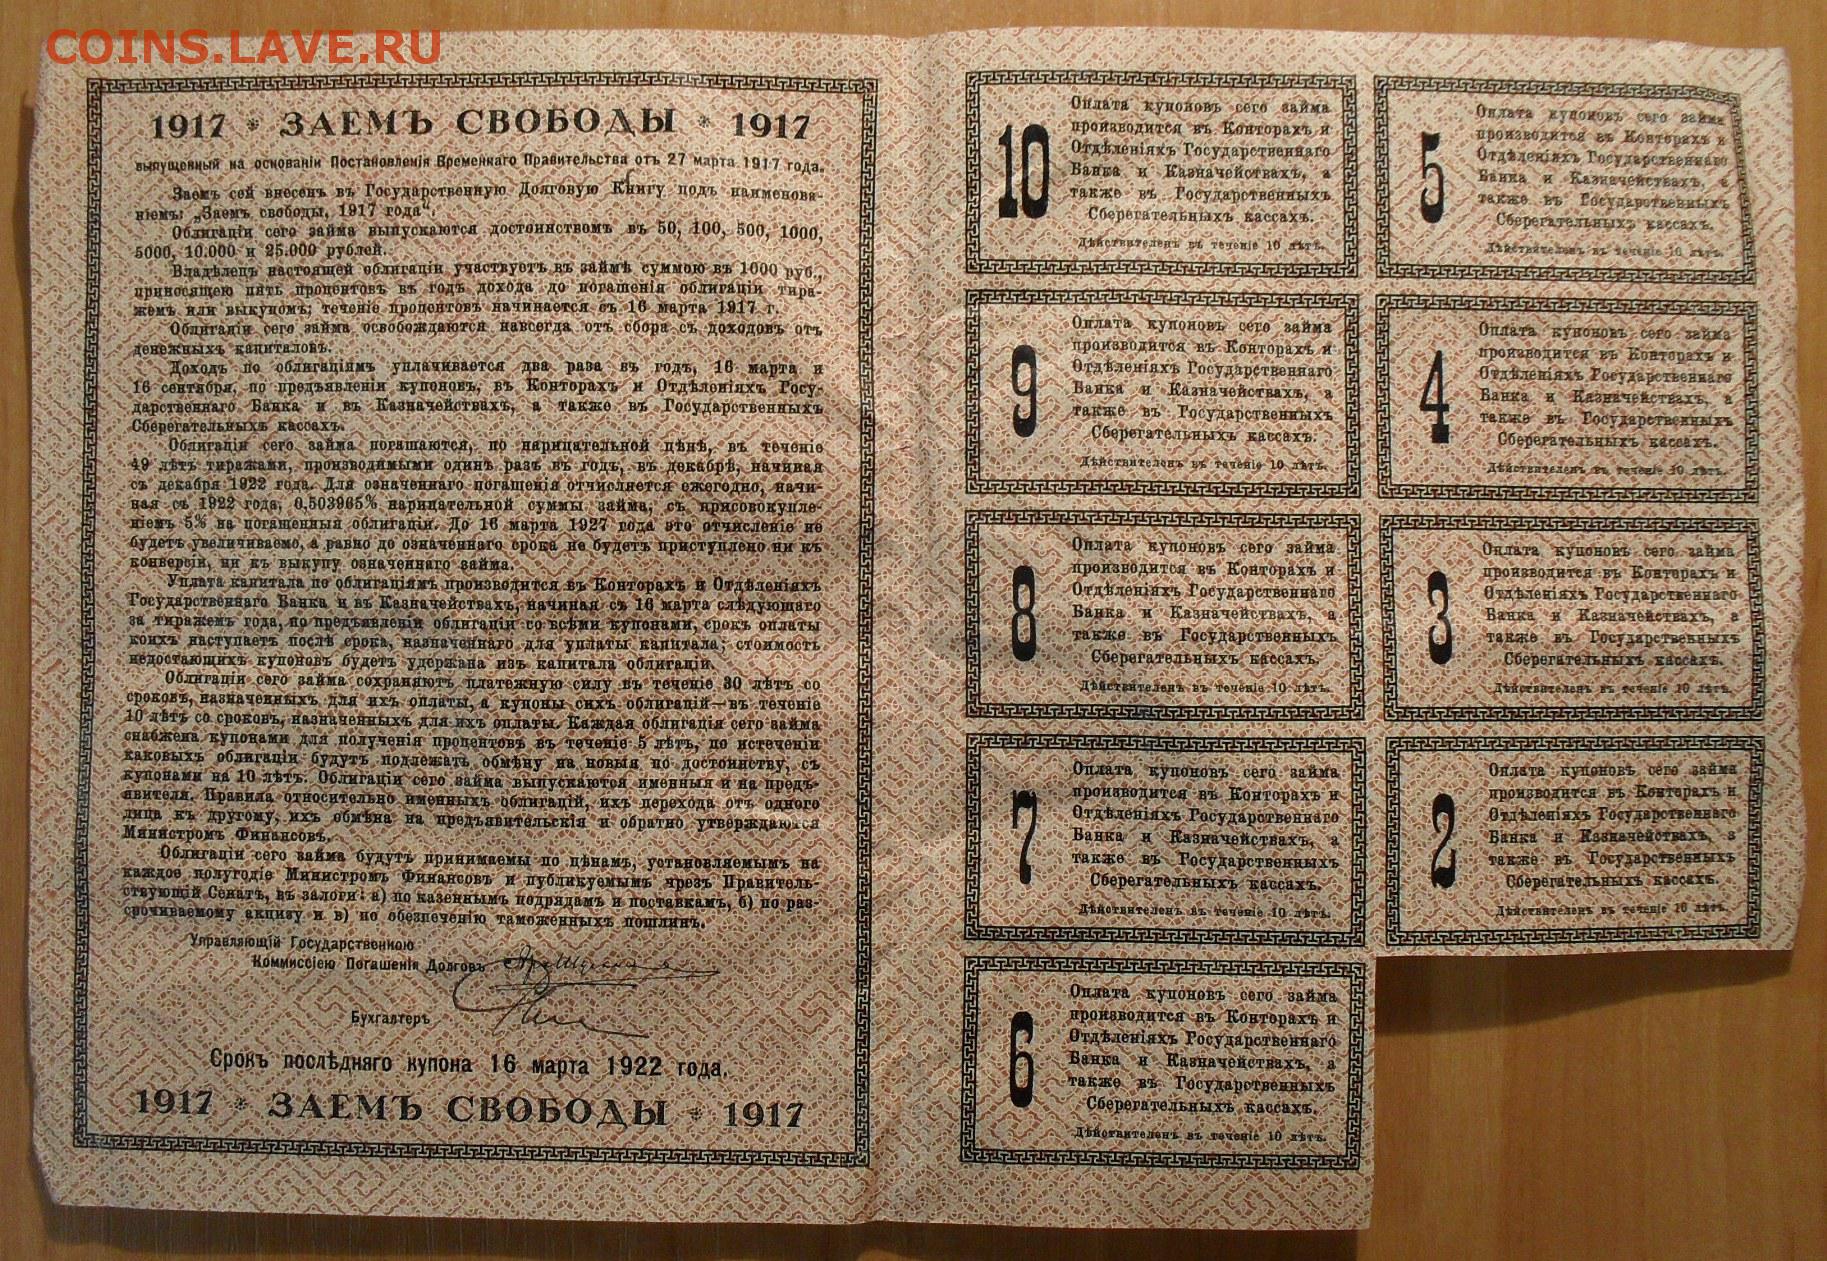 COINS.LAVE.RU
1917 * ЗАЕМЪ СВОБОДЫ * 1917
выпущенный на основаніи Постановленія Временнаго Правительства отъ 27 марта 1917 года.
Заемъ сей внесенъ въ Государственную Долговую Книгу подъ наименова-
ніемъ: „Заемъ свободы, 1917 года“.
Облигаціи сего займа выпускаются достоинствомъ въ 50, 100, 500, 1000,
5000, 10.000 и 25.000 рублей.
Владѣлецъ настоящей облигаціи участвуетъ въ займѣ суммою въ 1000 руб.,
приносящею пять процентовъ въ годъ дохода до погашенія облигаціи тира-
жемъ или выкупомъ; теченіе процентовъ начинается съ 16 марта 1917 г.
Облигаціи сего займа освобождаются навсегда отъ сбора съ доходовъ отъ
денежныхъ капиталовъ.
Доходъ по облигаціямъ уплачивается два раза въ годъ, 16 марта и
16 сентября, по предъявленіи купоновъ, въ Конторахъ и Отдѣленіяхъ Госу-
дарственнаго Банка и въ Казначействахъ, а также въ Государственныхъ
Сберегательныхъ кассахъ.
Облигаціи сего займа погашаются, по нарицательной цѣнѣ, въ теченіе
49 лѣтъ тиражами, производимыми одинъ разъ въ годъ, въ декабрѣ, начиная
съ декабря 1922 года. Для означеннаго погашенія отчисляется ежегодно, начи-
ная съ 1922 года, 0,503965% нарицательной суммы займа, съ присовокупле-
ніемъ 5% на погашенныя облигаціи. До 16 марта 1927 года это отчисленіе не
будетъ увеличиваемо, а равно до означеннаго срока не будетъ приступлено ни къ
конверсіи, ни къ выкупу означеннаго займа.
Уплата капитала по облигаціямъ производится въ Конторахъ и Отдѣленіяхъ
Государственнаго Банка и въ Казначействахъ, начиная съ 16 марта слѣдующаго
за тиражемъ года, по предъявленіи облигаціи со всѣми купонами, срокъ оплаты
коихъ наступаетъ послѣ срока, назначеннаго для уплаты капитала; стоимость
недостающихъ купоновъ будетъ удержана изъ капитала облигаціи.
Облигаціи сего займа сохраняютъ платежную силу въ теченіе 30 лѣтъ со
сроковъ, назначенныхъ для ихъ оплаты, а купоны сихъ облигацій—въ теченіе
10 лѣтъ со сроковъ, назначенныхъ для ихъ оплаты. Каждая облигація сего займа
снабжена купонами для полученія процентовъ въ теченіе 5 лѣтъ, по истеченіи
каковыхъ облигаціи будутъ подлежать обмѣну на новыя по достоинству, съ
купонами на 10 лѣтъ. Облигаціи сего займа выпускаются именныя и на предъ-
явителя. Правила относительно именныхъ облигацій, ихъ перехода отъ одного
лица къ другому, ихъ обмѣна на предъявительскія и обратно утверждаются
Министромъ Финансовъ.
Облигаціи сего займа будутъ принимаемы по цѣнамъ, установляемымъ на
каждое полугодіе Министромъ Финансовъ и публикуемымъ чрезъ Правитель-
ствующій Сенатъ, въ залоги: а) по казеннымъ подрядамъ и поставкамъ, б) по раз-
срочиваемому акцизу и в) по обезпеченію таможенныхъ пошлинъ.
Управляющій Государственною
Коммиссіею Погашенія Долговъ
Бухгалтеръ
Срокъ послѣдняго купона 16 марта 1922 года.
1917 * ЗАЕМЪ СВОБОДЫ * 1917
10
Оплата купоновъ сего займа
производится въ Конторахъ и
Отдѣленіяхъ Государственнаго
Банка и Казначействахъ, а
также въ Государственныхъ
Сберегательныхъ кассахъ.
Дѣйствителенъ въ теченіе 10 лѣтъ.
9
Оплата купоновъ сего займа
производится въ Конторахъ и
Отдѣленіяхъ Государственнаго
Банка и Казначействахъ, а
также въ Государственныхъ
Сберегательныхъ кассахъ.
Дѣйствителенъ въ теченіе 10 лѣтъ.
8
Оплата купоновъ сего займа
производится въ Конторахъ и
Отдѣленіяхъ Государственнаго
Банка и Казначействахъ, а
также въ Государственныхъ
Сберегательныхъ кассахъ.
Дѣйствителенъ въ теченіе 10 лѣтъ.
7
Оплата купоновъ сего займа
производится въ Конторахъ и
Отдѣленіяхъ Государственнаго
Банка и Казначействахъ, а
также въ Государственныхъ
Сберегательныхъ кассахъ.
Дѣйствителенъ въ теченіе 10 лѣтъ.
6
Оплата купоновъ сего займа
производится въ Конторахъ и
Отдѣленіяхъ Государственнаго
Банка и Казначействахъ, а
также въ Государственныхъ
Сберегательныхъ кассахъ.
Дѣйствителенъ въ теченіе 10 лѣтъ.
5
Оплата купоновъ сего займа
производится въ Конторахъ и
Отдѣленіяхъ Государственнаго
Банка и Казначействахъ, а
также въ Государственныхъ
Сберегательныхъ кассахъ.
Дѣйствителенъ въ теченіе 10 лѣтъ.
4
Оплата купоновъ сего займа
производится въ Конторахъ и
Отдѣленіяхъ Государственнаго
Банка и Казначействахъ, а
также въ Государственныхъ
Сберегательныхъ кассахъ.
Дѣйствителенъ въ теченіе 10 лѣтъ.
3
Оплата купоновъ сего займа
производится въ Конторахъ и
Отдѣленіяхъ Государственнаго
Банка и Казначействахъ, а
также въ Государственныхъ
Сберегательныхъ кассахъ.
Дѣйствителенъ въ теченіе 10 лѣтъ.
2
Оплата купоновъ сего займа
производится въ Конторахъ и
Отдѣленіяхъ Государственнаго
Банка и Казначействахъ, а
также въ Государственныхъ
Сберегательныхъ кассахъ.
Дѣйствителенъ въ теченіе 10 лѣтъ.